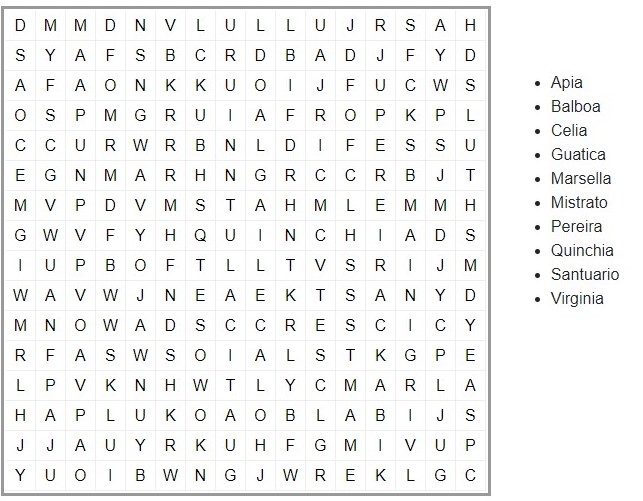 D M M D N V L U L L U J R S A H
S Y A F S B C R D B A D J F Y D
A F A O N K K U O I J F U C W S
O S P M G R U I A F R O P K P L
C C U R W R B N L D I F E S S U
E G N M A R H N G R C C R B J T
M V P D V M S T A H M L E M M H
G W V F Y H Q U I N C H I A D S
I U P B O F T L L T V S R I J M
W A V W J N E A E K T S A N Y D
M N O W A D S C C R E S C I C Y
R F A S W S O I A L S T K G P E
L P V K N H W T L Y C M A R L A
H A P L U K O A O B L A B I J S
J J A U Y R K U H F G M I V U P
Y U O I B W N G J W R E K L G C
• Apia
• Balboa
• Celia
• Guatica
• Marsella
• Mistrato
• Pereira
• Quinchia
• Santuario
• Virginia